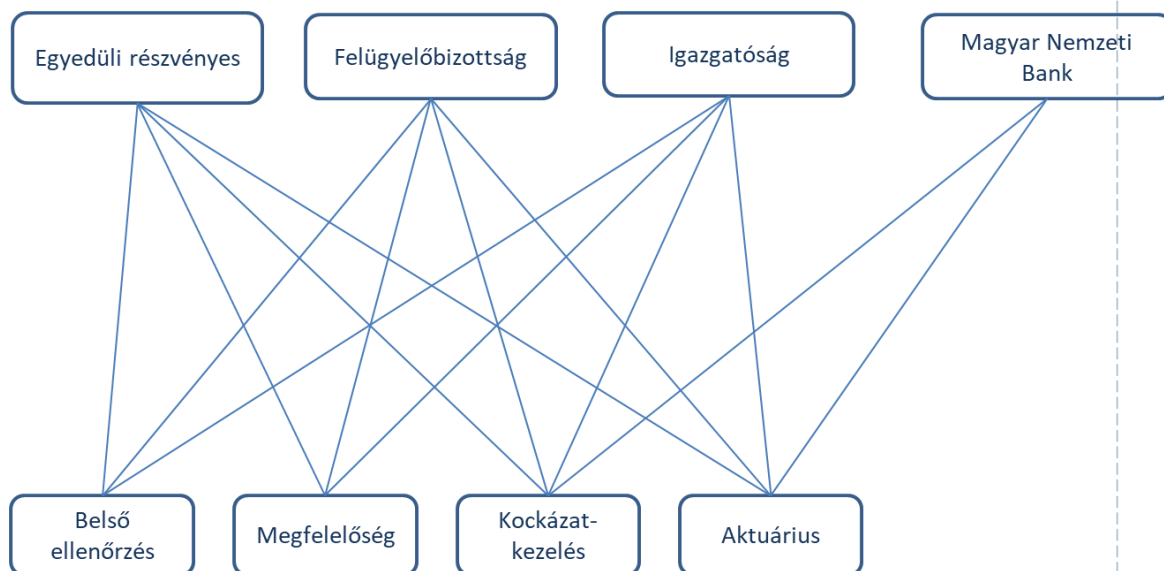 Egyedüli részvényes
Felügyelőbizottság
Igazgatóság
Magyar Nemzeti
Bank
Belső
ellenőrzés
Megfelelőség
Kockázat-
kezelés
Aktuárius